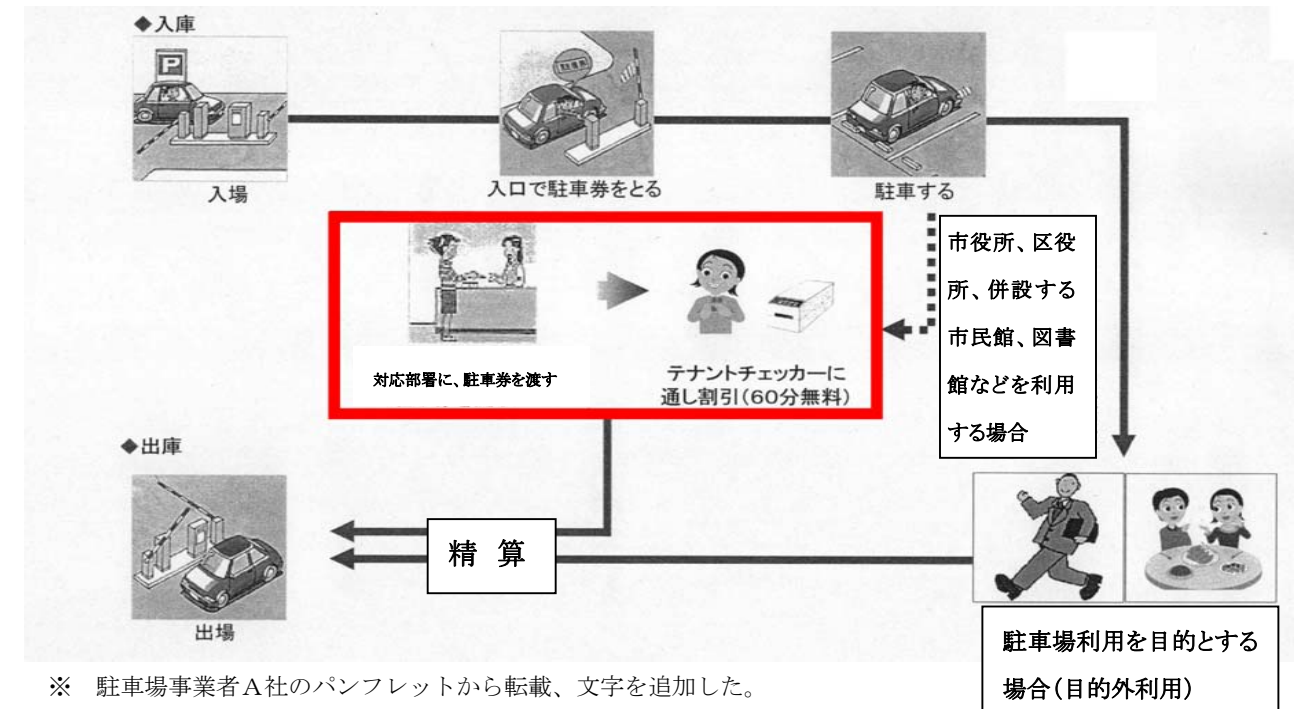 ◆入庫
P
入場
入口で駐車券をとる
駐車する
市役所、区役
所、併設する
市民館、図書
館などを利用
する場合
対応部署に、駐車券を渡す
テナントチェッカーに
通し割引(60分無料)
◆出庫
精 算
出場
駐車場利用を目的とする
場合(目的外利用)
※ 駐車場事業者A社のパンフレットから転載、文字を追加した。